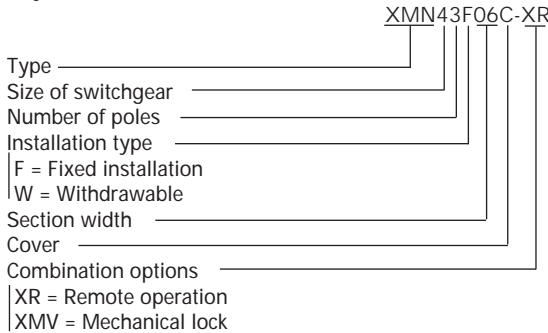 XMN43F06C-XR
Type
Size of switchgear
Number of poles
Installation type
F = Fixed installation
W = Withdrawable
Section width
Cover
Combination options
XR = Remote operation
XMV = Mechanical lock